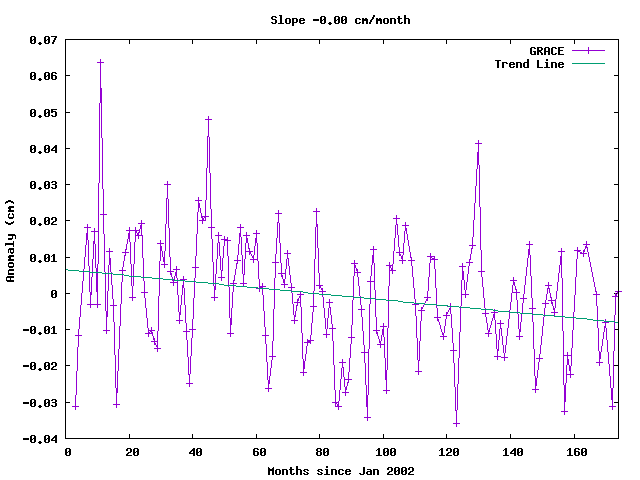 Slope -0.00 cm/month
0.07
0.06
0.05
0.04
0.03
0.02
0.01
0
-0.01
-0.02
-0.03
-0.04
Anomaly (cm)
GRACE
Trend Line
0 20 40 60 80 100 120 140 160
Months since Jan 2002